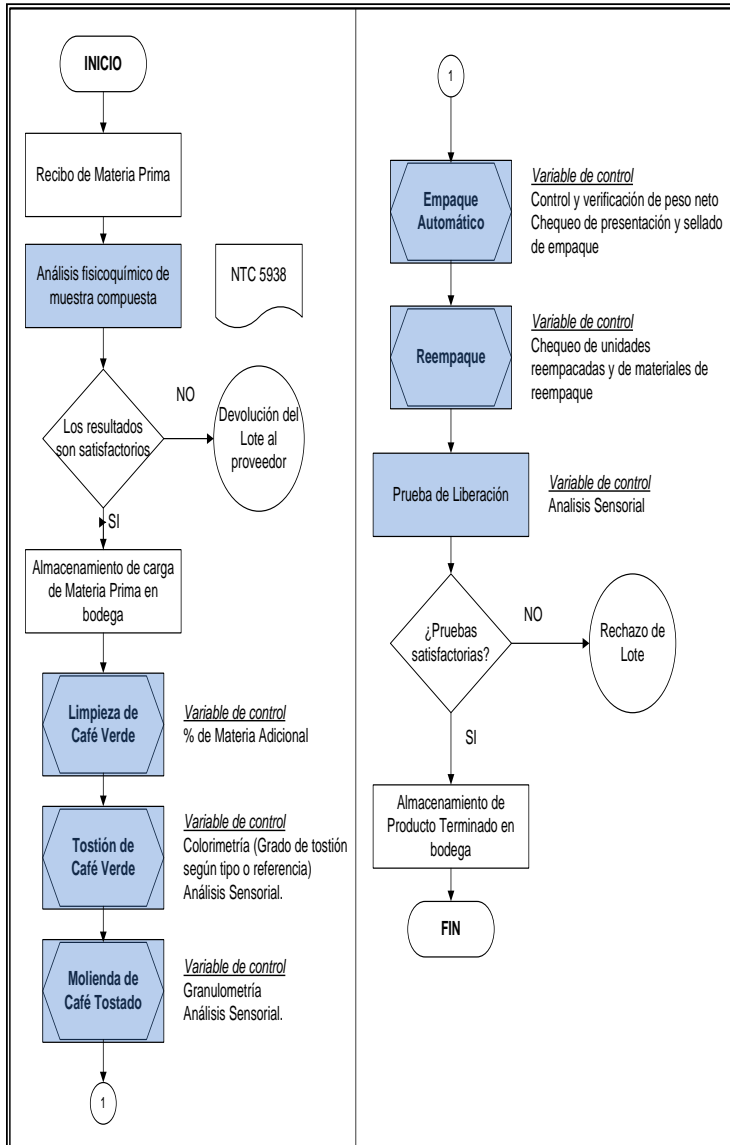 INICIO
Recibo de Materia Prima
Análisis fisicoquímico de
muestra compuesta
NTC 5938
Los resultados
son satisfactorios
NO
Devolución del
Lote al
proveedor
SI
Almacenamiento de carga
de Materia Prima en
bodega
Limpieza de
Café Verde
Variable de control
% de Materia Adicional
Tostión de
Café Verde
Variable de control
Colorimetría (Grado de tostión
según tipo o referencia)
Análisis Sensorial.
Molienda de
Café Tostado
Variable de control
Granulometría
Análisis Sensorial.
1
1
Empaque
Automático
Variable de control
Control y verificación de peso neto
Chequeo de presentación y sellado
de empaque
Reempaque
Variable de control
Chequeo de unidades
reempacadas y de materiales de
reempaque
Prueba de Liberación
Variable de control
Analisis Sensorial
¿Pruebas
satisfactorias?
NO
Rechazo de
Lote
SI
Almacenamiento de
Producto Terminado en
bodega
FIN